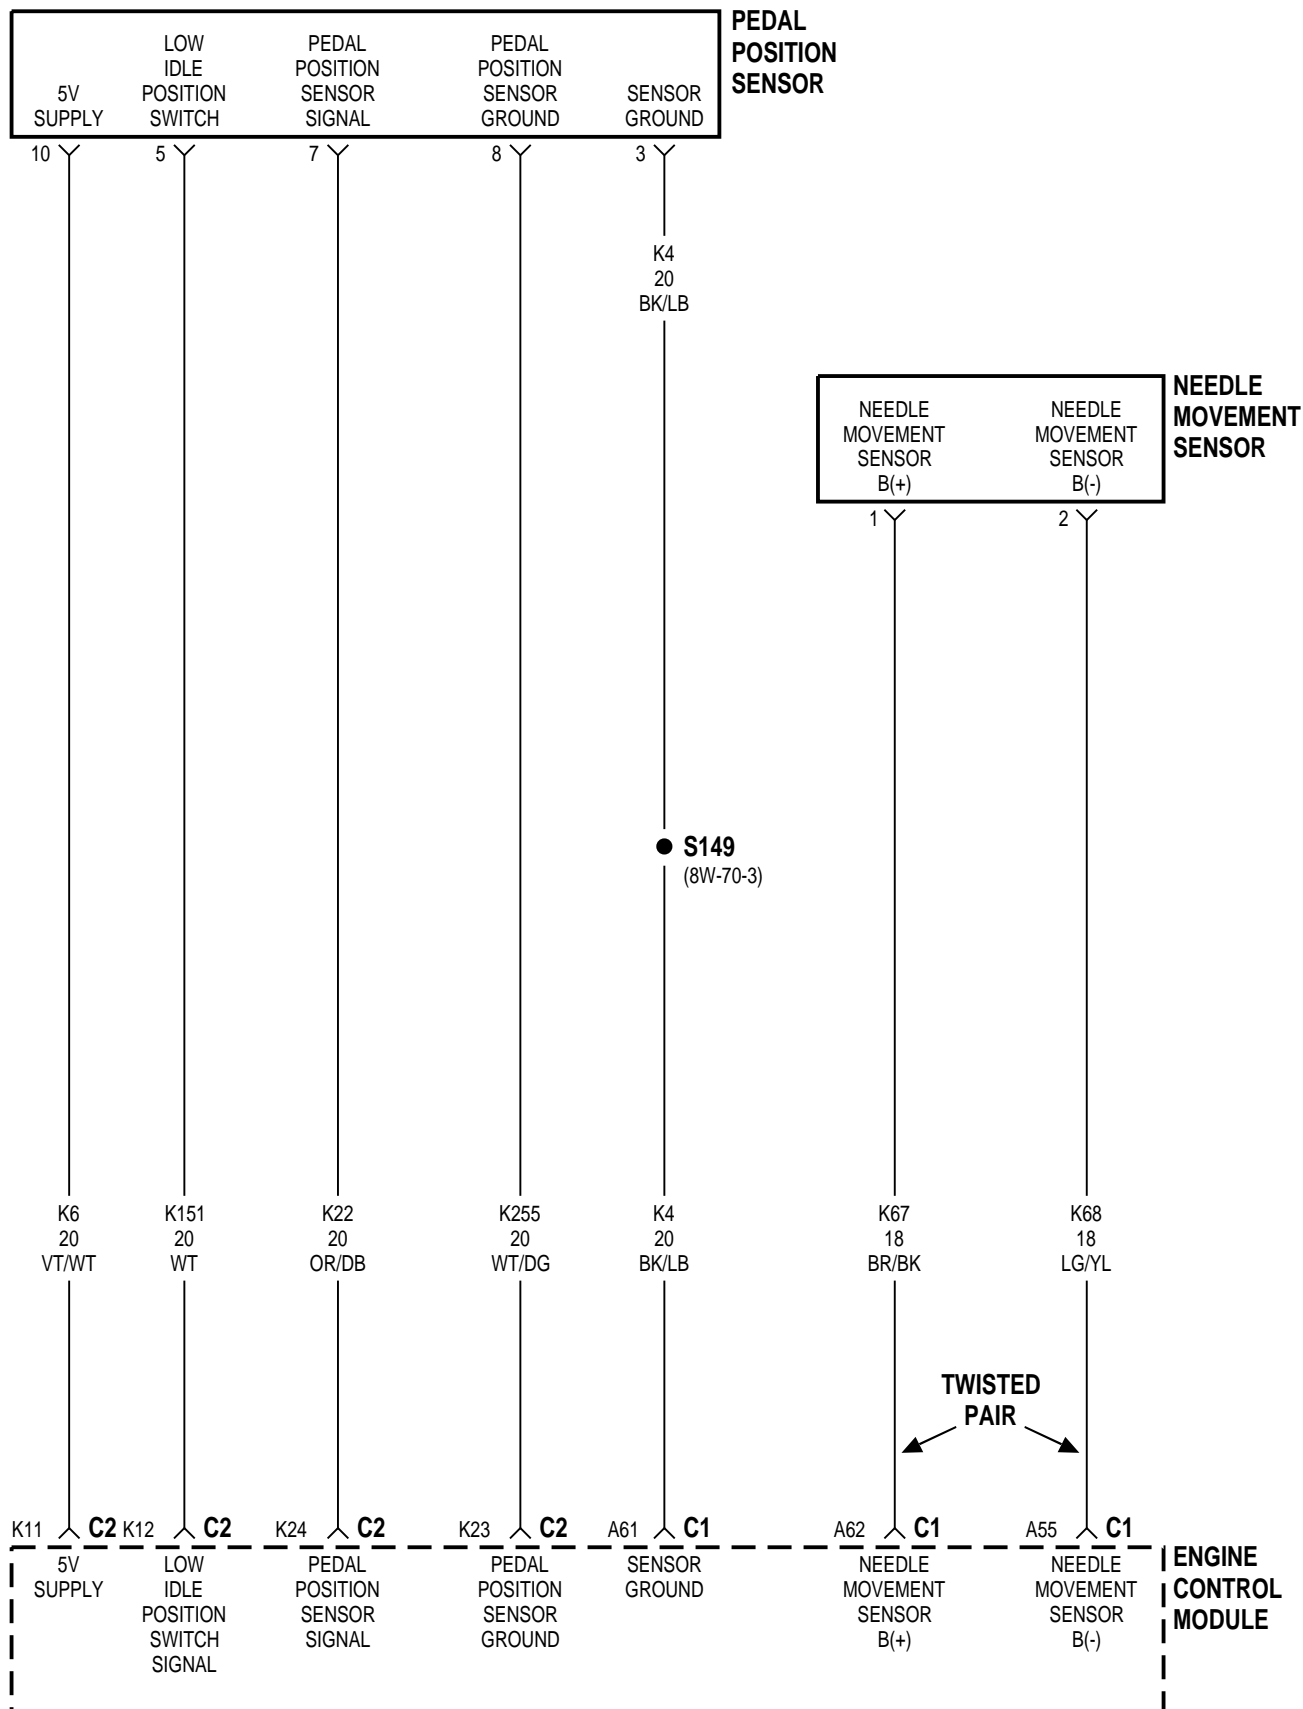 PEDAL
POSITION
SENSOR
5V
SUPPLY
LOW
IDLE
POSITION
SWITCH
PEDAL
POSITION
SENSOR
SIGNAL
PEDAL
POSITION
SENSOR
GROUND
SENSOR
GROUND
10
5
7
8
3
K4
20
BK/LB
NEEDLE
MOVEMENT
SENSOR
NEEDLE
MOVEMENT
SENSOR
B(+)
NEEDLE
MOVEMENT
SENSOR
B(-)
1
2
S149
(8W-70-3)
K6
20
VT/WT
K151
20
WT
K22
20
OR/DB
K255
20
WT/DG
K4
20
BK/LB
K67
18
BR/BK
K68
18
LG/YL
TWISTED
PAIR
K11 C2
K12 C2
K24 C2
K23 C2
A61 C1
A62 C1
A55 C1
5V
SUPPLY
LOW
IDLE
POSITION
SWITCH
SIGNAL
PEDAL
POSITION
SENSOR
SIGNAL
PEDAL
POSITION
SENSOR
GROUND
SENSOR
GROUND
NEEDLE
MOVEMENT
SENSOR
B(+)
NEEDLE
MOVEMENT
SENSOR
B(-)
ENGINE
CONTROL
MODULE